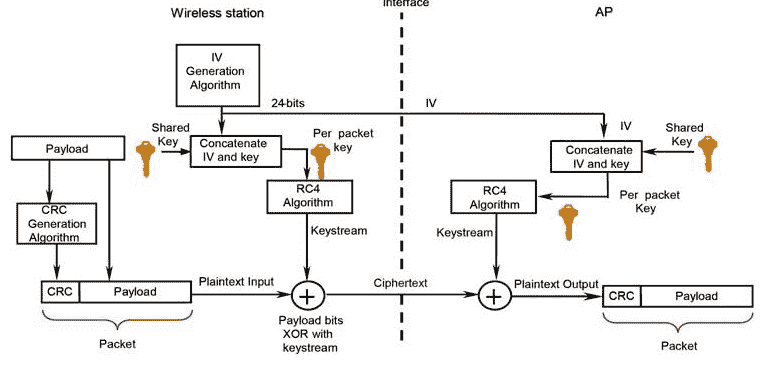 Interface
Wireless station
AP
IV
Generation
Algorithm
24-bits
IV
IV
Shared
Key
Per packet
key
Shared
Key
Payload
Concatenate
IV and key
Concatenate
IV and key
RC4
Algorithm
RC4
Algorithm
Per packet
Key
CRC
Generation
Algorithm
Keystream
Keystream
CRC
Payload
Plaintext Input
+
Ciphertext
+
Plaintext Output
CRC
Payload
Packet
Payload bits
XOR with
keystream
Packet